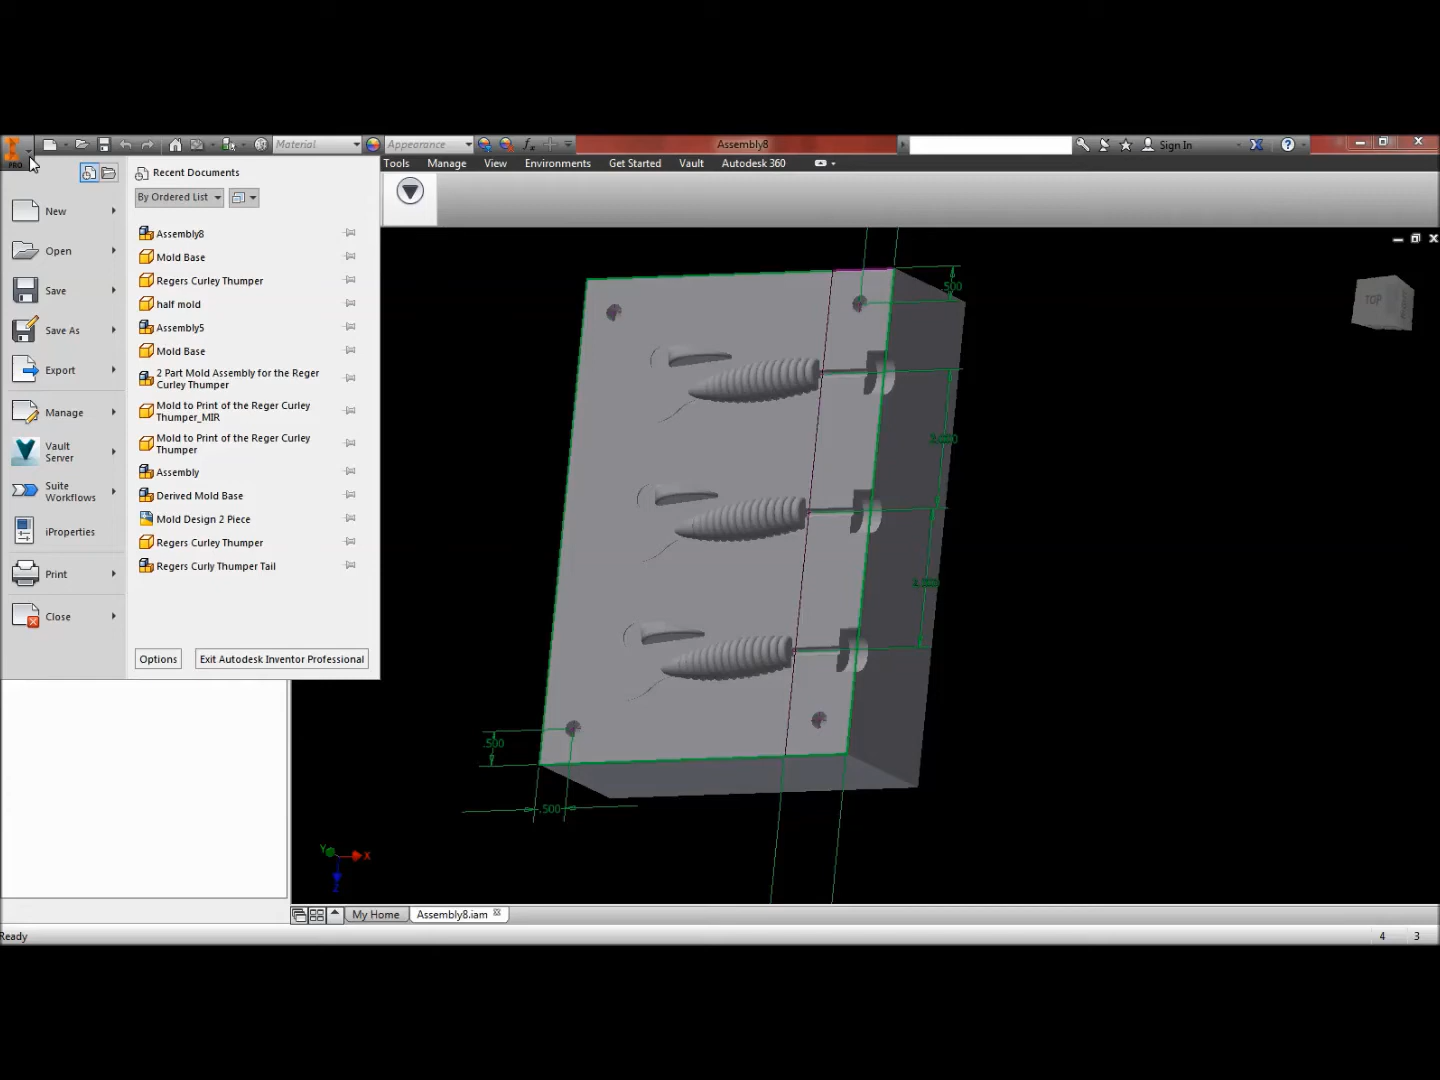 Material
Appearance
fx
Assembly8
Sign In
PRO
Tools
Manage
View
Environments
Get Started
Vault
Autodesk 360
Recent Documents
By Ordered List
New
Open
Save
Save As
Export
Manage
Vault
Server
Suite
Workflows
iProperties
Print
Close
Assembly8
Mold Base
Regers Curley Thumper
half mold
Assembly5
Mold Base
2 Part Mold Assembly for the Reger
Curley Thumper
Mold to Print of the Reger Curley
Thumper_MIR
Mold to Print of the Reger Curley
Thumper
Assembly
Derived Mold Base
Mold Design 2 Piece
Regers Curley Thumper
Regers Curly Thumper Tail
Options
Exit Autodesk Inventor Professional
TOP
.500
.500
.500
Y
X
Z
My Home
Assembly8.iam
Ready
4
3